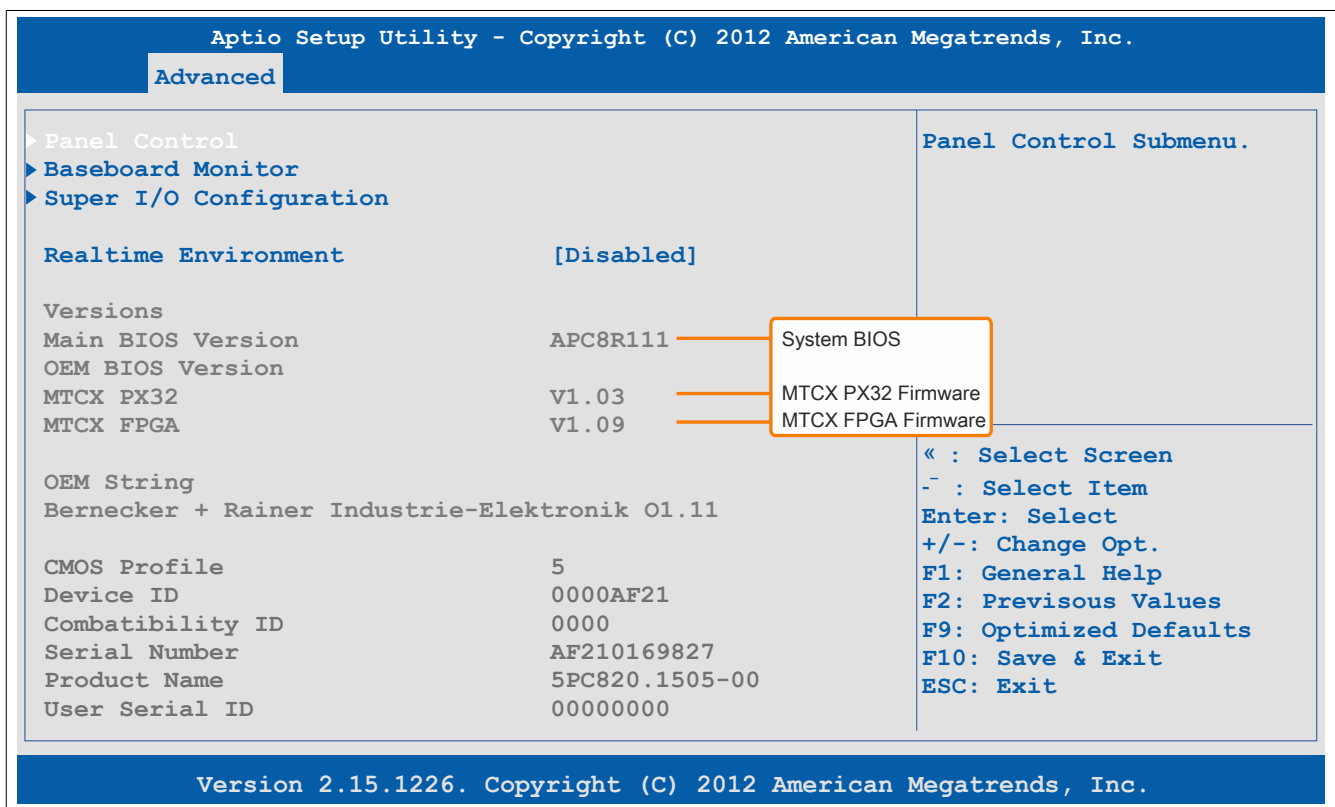 Aptio Setup Utility - Copyright (C) 2012 American Megatrends, Inc.
Advanced
Panel Control
Baseboard Monitor
Super I/O Configuration
Realtime Environment [Disabled]
Versions
Main BIOS Version APC8R111 System BIOS
OEM BIOS Version
MTCX PX32 V1.03 MTCX PX32 Firmware
MTCX FPGA V1.09 MTCX FPGA Firmware
OEM String
Bernecker + Rainer Industrie-Elektronik O1.11
CMOS Profile 5
Device ID 0000AF21
Combatibility ID 0000
Serial Number AF210169827
Product Name 5PC820.1505-00
User Serial ID 00000000
Panel Control Submenu.
« : Select Screen
-¯ : Select Item
Enter: Select
+/-: Change Opt.
F1: General Help
F2: Previsous Values
F9: Optimized Defaults
F10: Save & Exit
ESC: Exit
Version 2.15.1226. Copyright (C) 2012 American Megatrends, Inc.